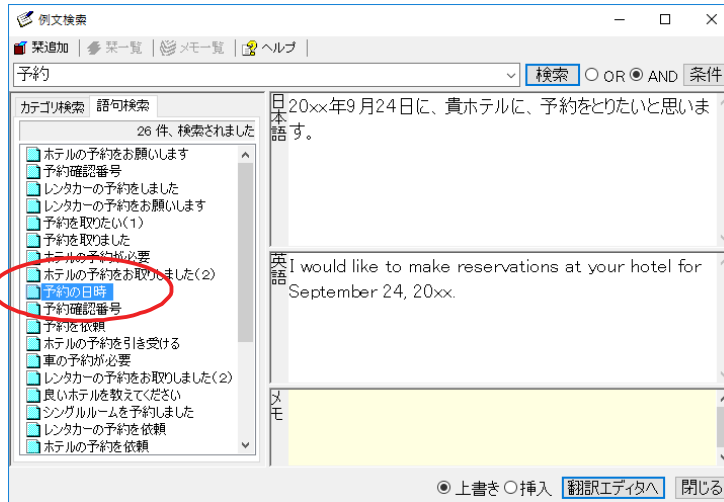 例文検索
栞追加 栞一覧 メモ一覧 ヘルプ
予約 検索 OR AND 条件
カテゴリ検索 語句検索
26 件、検索されました
ホテルの予約をお願いします
予約確認番号
レンタカーの予約をしました
レンタカーの予約をお願いします
予約を取りたい(1)
予約を取りました
ホテルの予約が必要
ホテルの予約をお取りしました(2)
予約の日時
予約確認番号
予約を依頼
ホテルの予約を引き受ける
車の予約が必要
レンタカーの予約をお取りしました(2)
良いホテルを教えてください
シングルルームを予約しました
レンタカーの予約を依頼
ホテルの予約を依頼
日本語
20xx年9月24日に、貴ホテルに、予約をとりたいと思いま
す。
英語
I would like to make reservations at your hotel for
September 24, 20xx.
メモ
上書き 挿入 翻訳エディタへ 閉じる